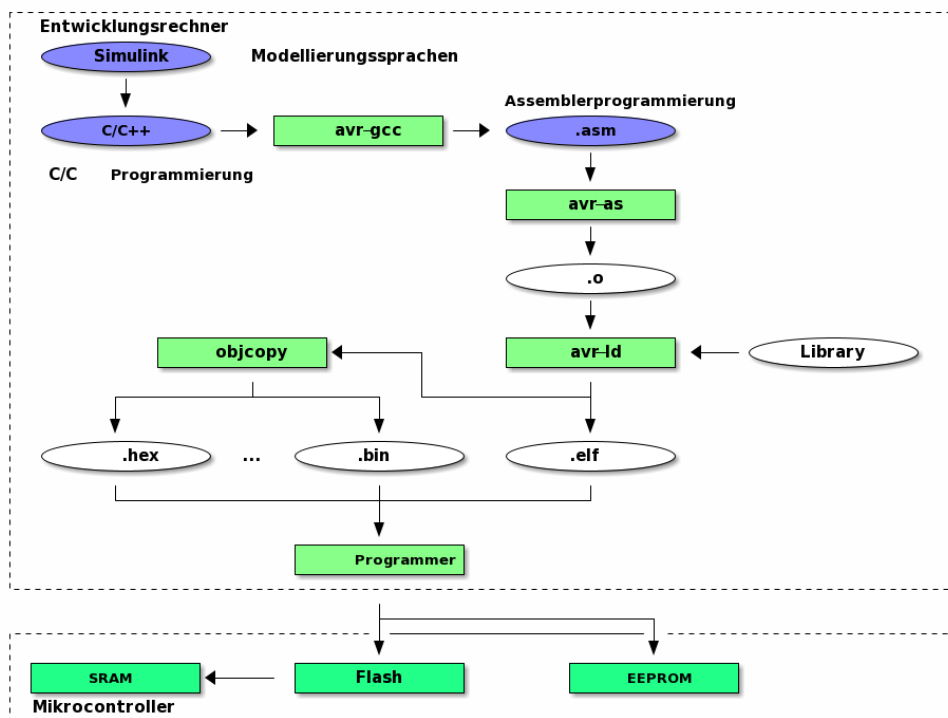 Entwicklungsrechner
Simulink
Modellierungssprachen
Assemblerprogrammierung
C/C++
avr-gcc
.asm
C/C Programmierung
avr-as
.o
objcopy
avr-ld
Library
.hex
...
.bin
.elf
Programmer
SRAM
Flash
EEPROM
Mikrocontroller